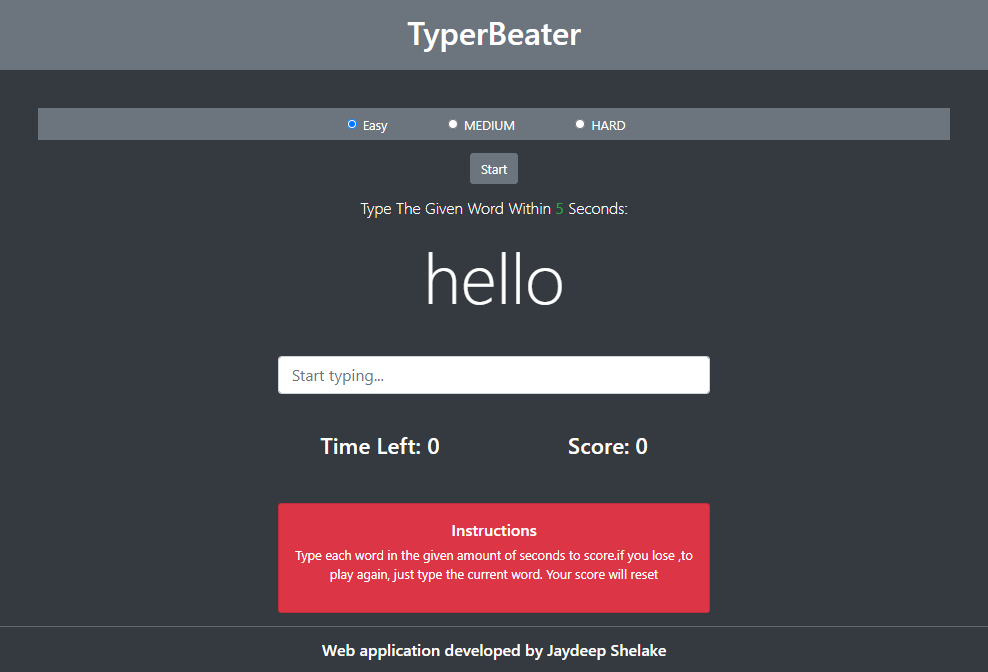 TyperBeater
Easy MEDIUM HARD
Start
Type The Given Word Within 5 Seconds:
hello
Start typing...
Time Left: 0 Score: 0
Instructions
Type each word in the given amount of seconds to score.if you lose ,to
play again, just type the current word. Your score will reset
Web application developed by Jaydeep Shelake